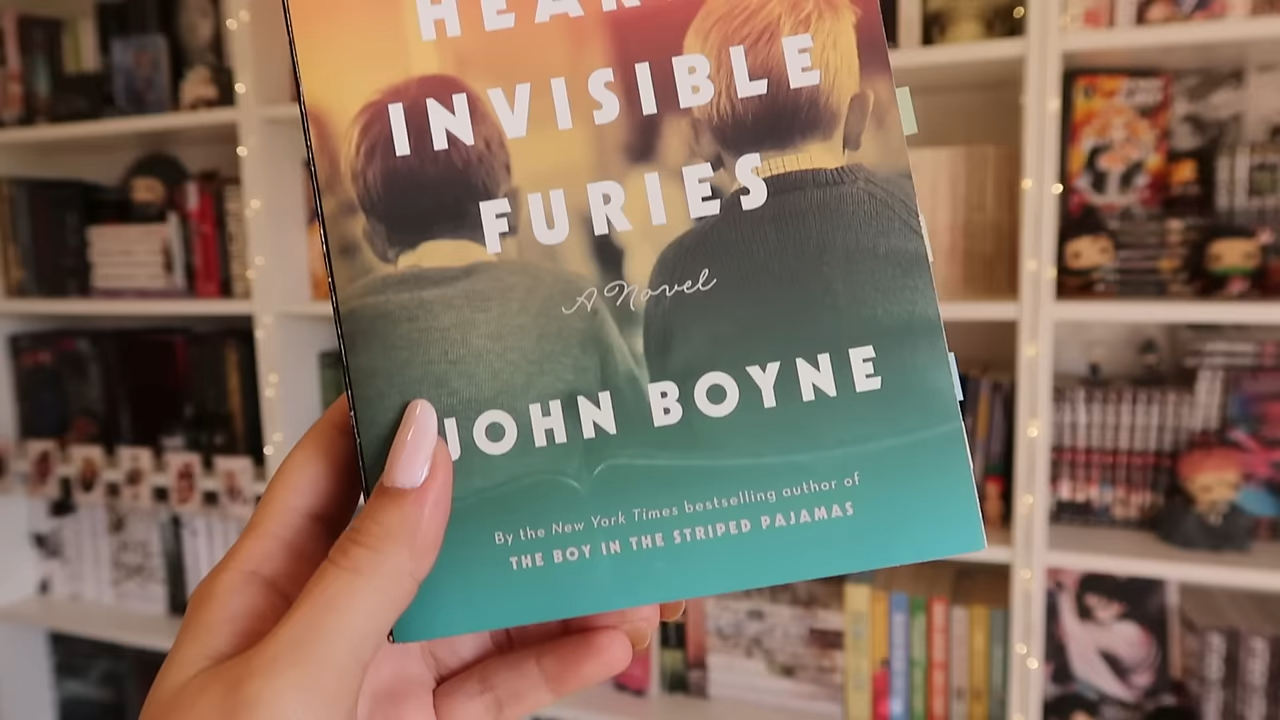 HEAR
INVISIBLE
FURIES
A Novel
JOHN BOYNE
By the New York Times bestselling author of
THE BOY IN THE STRIPED PAJAMAS